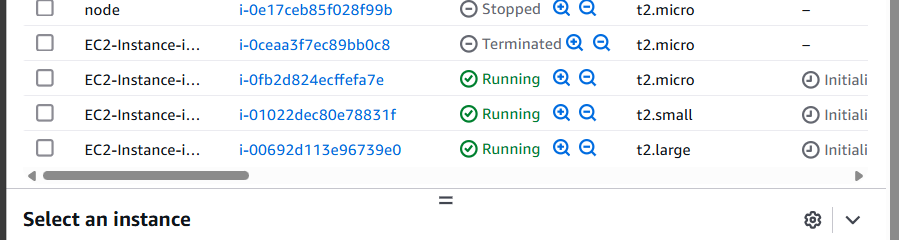 node i-0e17ceb85f028f99b Stopped t2.micro –
EC2-Instance-i... i-0ceaa3f7ec89bb0c8 Terminated t2.micro –
EC2-Instance-i... i-0fb2d824ecffefa7e Running t2.micro Initiali
EC2-Instance-i... i-01022dec80e78831f Running t2.small Initiali
EC2-Instance-i... i-00692d113e96739e0 Running t2.large Initiali
Select an instance